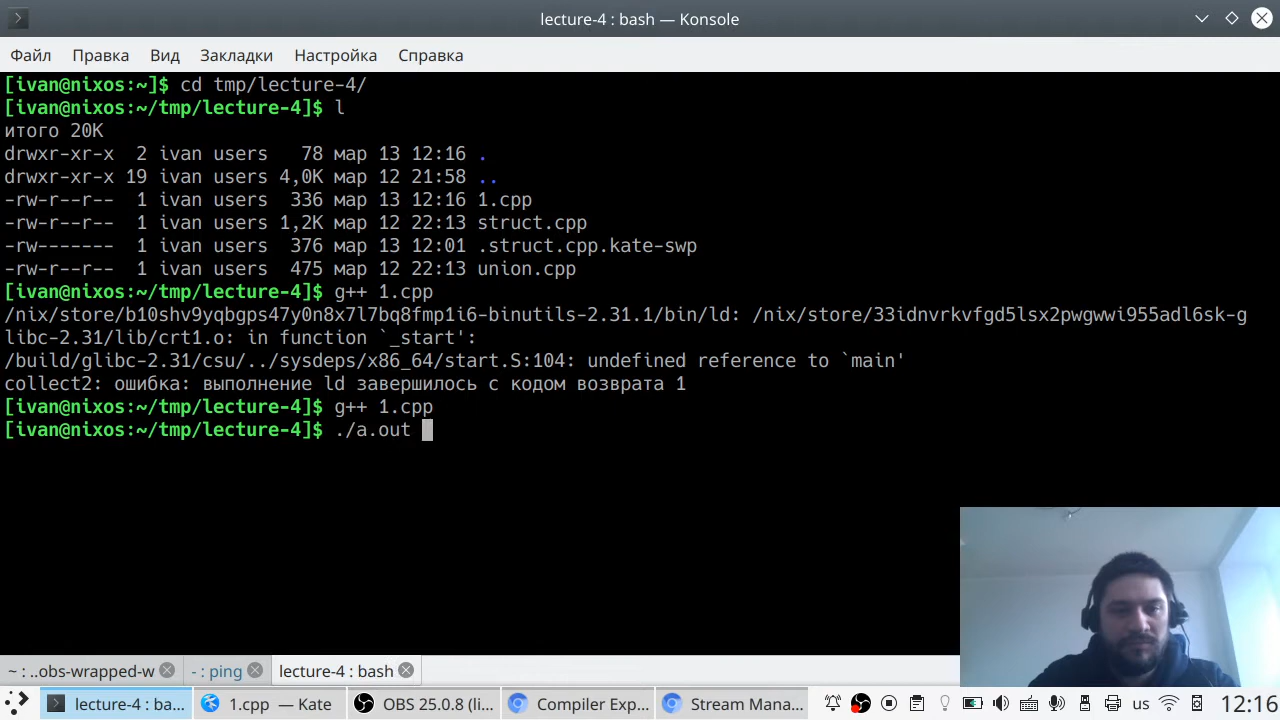 lecture-4 : bash — Konsole
Файл Правка Вид Закладки Настройка Справка
[ivan@nixos:~]$ cd tmp/lecture-4/
[ivan@nixos:~/tmp/lecture-4]$ l
итого 20K
drwxr-xr-x 2 ivan users 78 мар 13 12:16 .
drwxr-xr-x 19 ivan users 4,0K мар 12 21:58 ..
-rw-r--r-- 1 ivan users 336 мар 13 12:16 1.cpp
-rw-r--r-- 1 ivan users 1,2K мар 12 22:13 struct.cpp
-rw------- 1 ivan users 376 мар 13 12:01 .struct.cpp.kate-swp
-rw-r--r-- 1 ivan users 475 мар 12 22:13 union.cpp
[ivan@nixos:~/tmp/lecture-4]$ g++ 1.cpp
/nix/store/b10shv9yqbgps47y0n8x7l7bq8fmp1i6-binutils-2.31.1/bin/ld: /nix/store/33idnvrkvfgd5lsx2pwgwwi955adl6sk-g
libc-2.31/lib/crt1.o: in function `_start':
/build/glibc-2.31/csu/../sysdeps/x86_64/start.S:104: undefined reference to `main'
collect2: ошибка: выполнение ld завершилось с кодом возврата 1
[ivan@nixos:~/tmp/lecture-4]$ g++ 1.cpp
[ivan@nixos:~/tmp/lecture-4]$ ./a.out
~ : ..obs-wrapped-w - : ping lecture-4 : bash
lecture-4 : ba... 1.cpp — Kate OBS 25.0.8 (li... Compiler Exp... Stream Mana... us 12:16